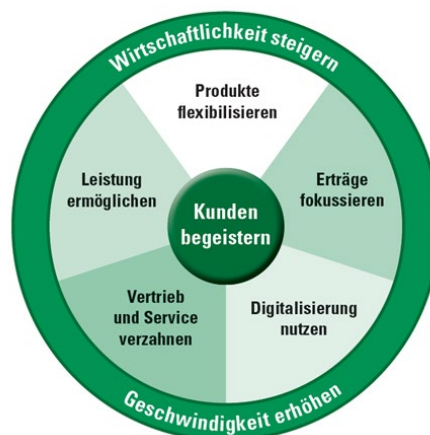 Wirtschaftlichkeit steigern
Produkte
flexibilisieren
Leistung
ermöglichen
Erträge
fokussieren
Kunden
begeistern
Vertrieb
und Service
verzahnen
Digitalisierung
nutzen
Geschwindigkeit erhöhen